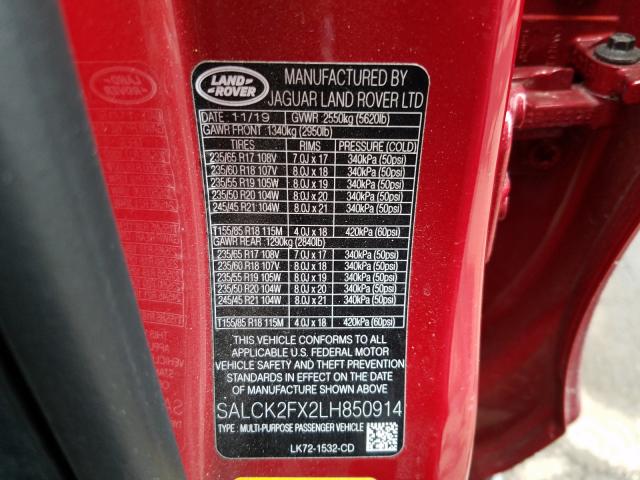 LAND-
-ROVER
MANUFACTURED BY
JAGUAR LAND ROVER LTD
DATE : 11/19 GVWR :2550kg (5620lb)
GAWR FRONT :1340kg (2950lb)
TIRES RIMS PRESSURE (COLD)
235/65 R17 108V 7.0J x 17 340kPa (50psi)
235/60 R18 107V 8.0J x 18 340kPa (50psi)
235/55 R19 105W 8.0J x 19 340kPa (50psi)
235/50 R20 104W 8.0J x 20 340kPa (50psi)
245/45 R21 104W 8.0J x 21 340kPa (50psi)
T155/85 R18 115M 4.0J x 18 420kPa (60psi)
GAWR REAR :1290kg (2840lb)
235/65 R17 108V 7.0J x 17 340kPa (50psi)
235/60 R18 107V 8.0J x 18 340kPa (50psi)
235/55 R19 105W 8.0J x 19 340kPa (50psi)
235/50 R20 104W 8.0J x 20 340kPa (50psi)
245/45 R21 104W 8.0J x 21 340kPa (50psi)
T155/85 R18 115M 4.0J x 18 420kPa (60psi)
THIS VEHICLE CONFORMS TO ALL
APPLICABLE U.S. FEDERAL MOTOR
VEHICLE SAFETY AND THEFT PREVENTION
STANDARDS IN EFFECT ON THE DATE
OF MANUFACTURE SHOWN ABOVE
SALCK2FX2LH850914
TYPE : MULTI-PURPOSE PASSENGER VEHICLE
LK72-1532-CD